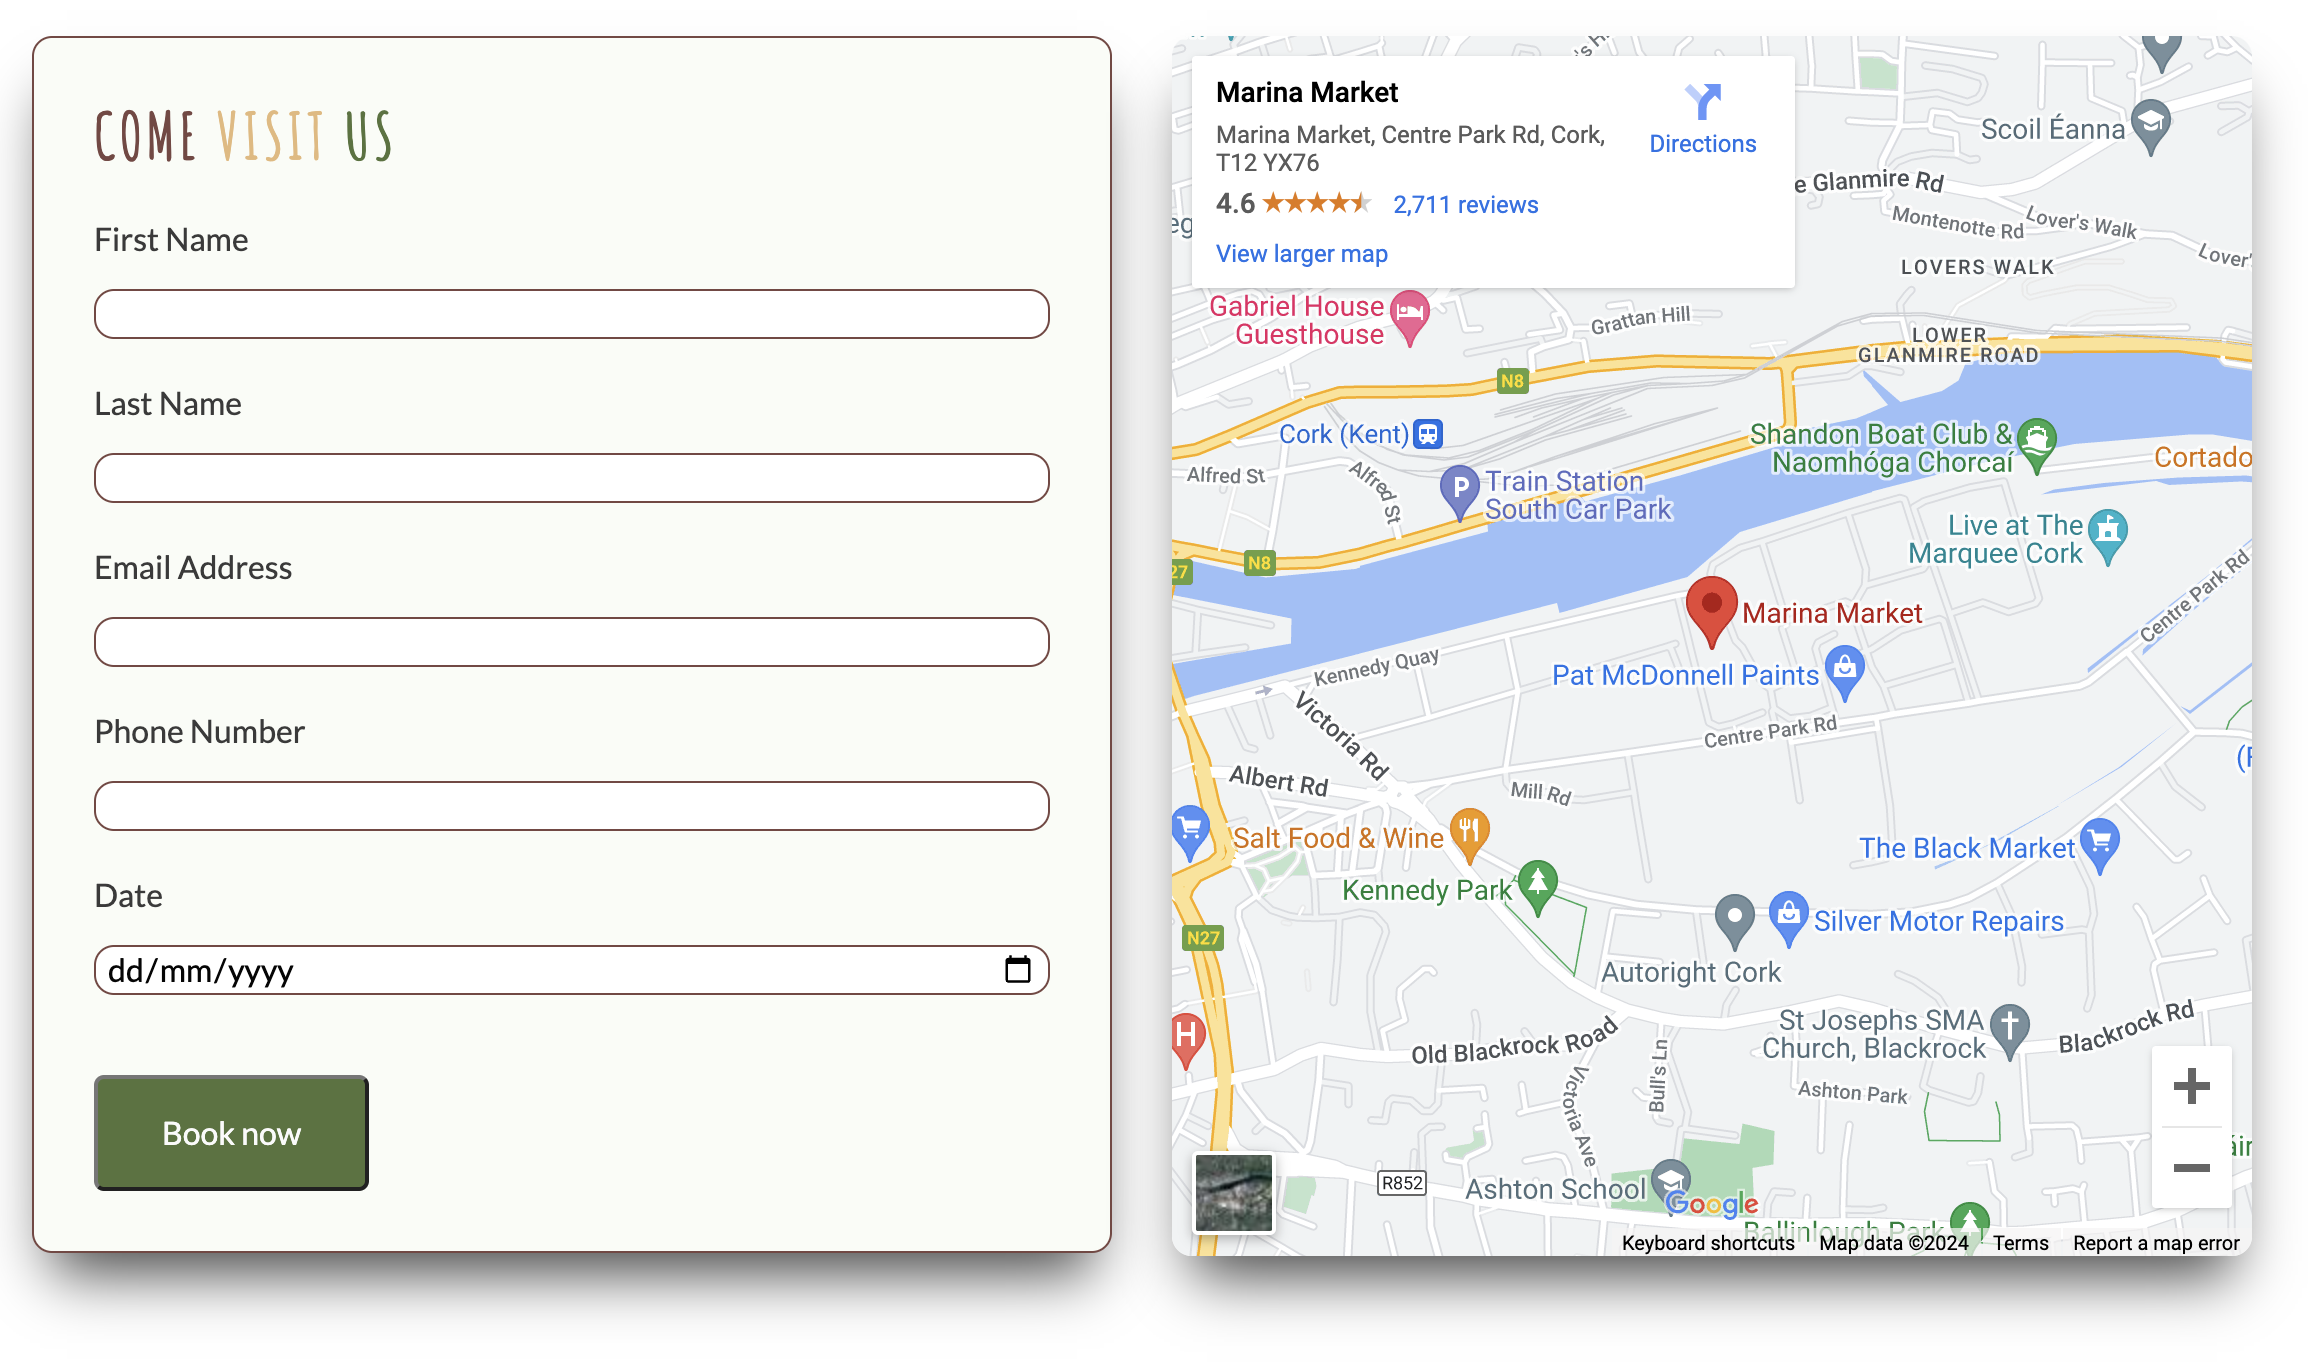 COME VISIT US
First Name
Last Name
Email Address
Phone Number
Date
dd/mm/yyyy
Book now
Marina Market
Marina Market, Centre Park Rd, Cork,
T12 YX76
4.6
2,711 reviews
View larger map
Directions
Scoil Éanna
e Glanmire Rd
Montenotte Rd
Lover's Walk
Lover'
LOVERS WALK
Gabriel House
Guesthouse
Grattan Hill
LOWER
GLANMIRE ROAD
N8
Cork (Kent)
Alfred St
Alfred St
Train Station
South Car Park
P
Shandon Boat Club &
Naomhóga Chorcaí
Cortado
Live at The
Marquee Cork
N8
27
Centre Park Rd
Marina Market
Kennedy Quay
Pat McDonnell Paints
Victoria Rd
Centre Park Rd
Albert Rd
Mill Rd
Salt Food & Wine
The Black Market
Kennedy Park
Silver Motor Repairs
N27
Autoright Cork
H
St Josephs SMA
Church, Blackrock
Blackrock Rd
Old Blackrock Road
Bull's Ln
Victoria Ave
Ashton Park
R852
Ashton School
Google
Ballinlough Park
Keyboard shortcuts
Map data ©2024
Terms
Report a map error